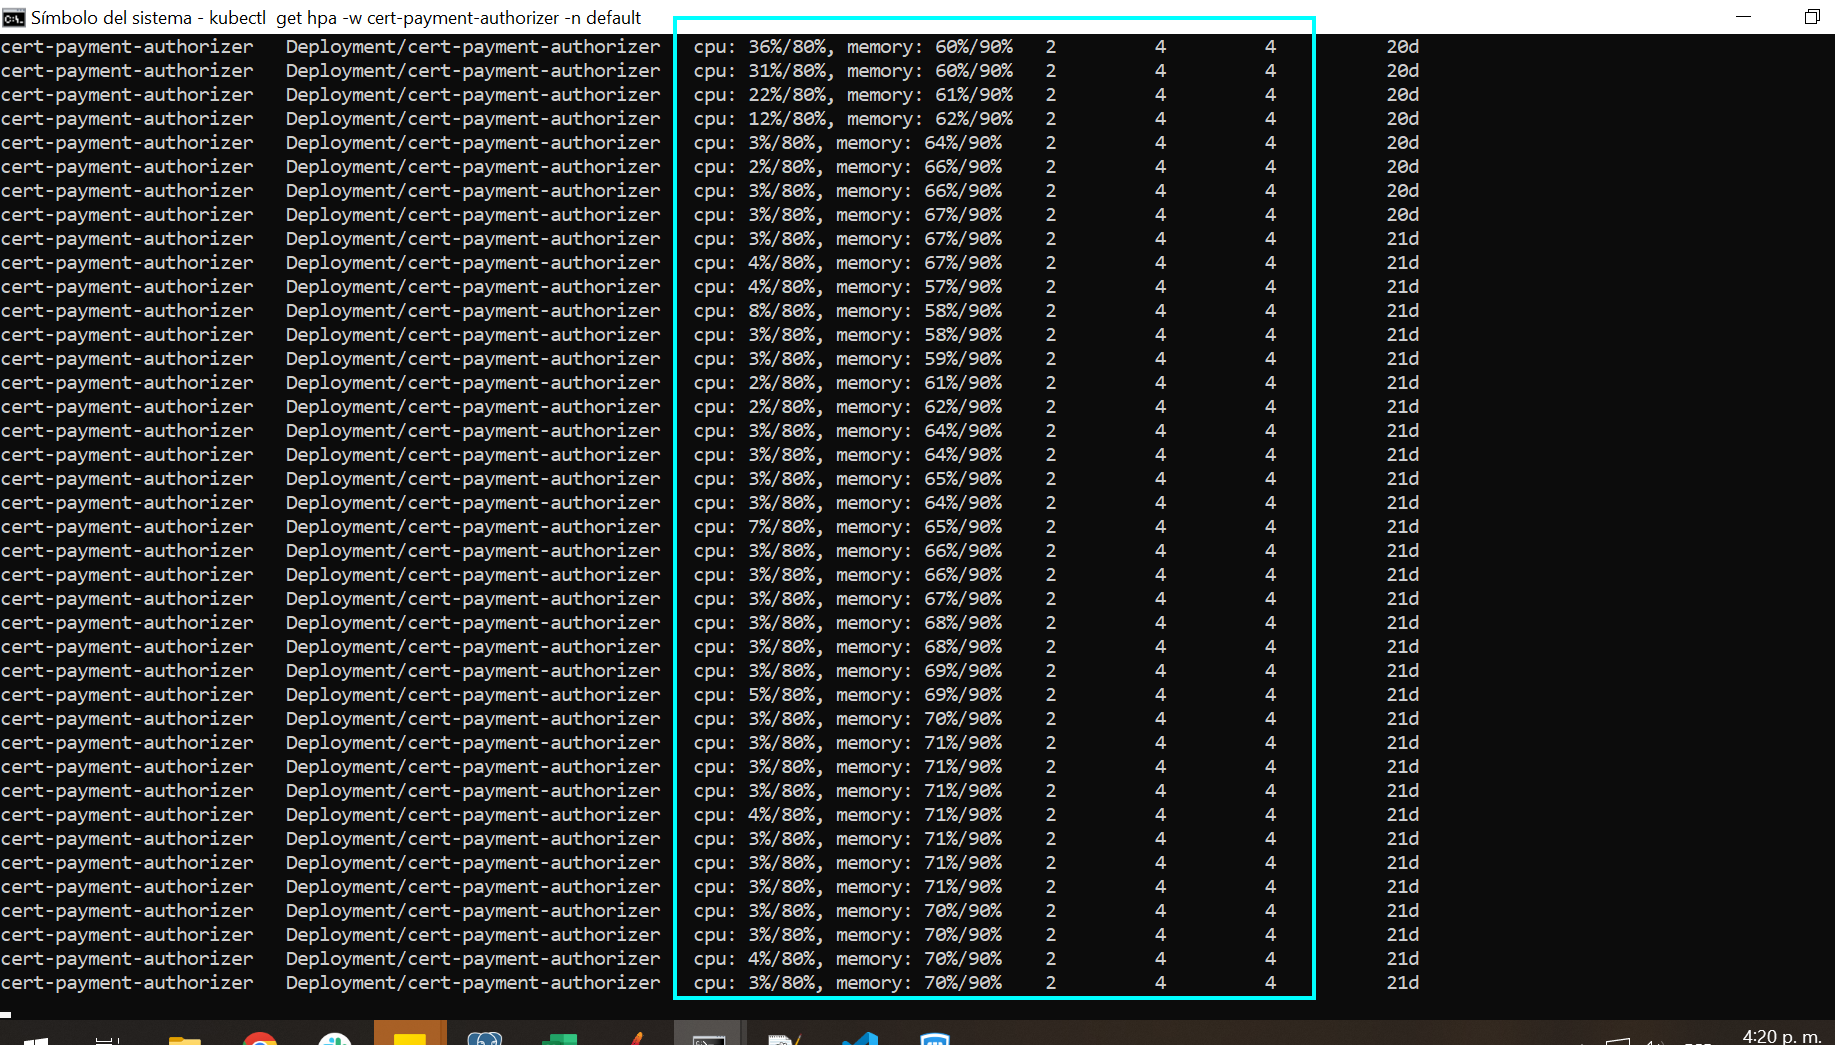 Símbolo del sistema - kubectl  get hpa -w cert-payment-authorizer -n default
cert-payment-authorizer   Deployment/cert-payment-authorizer   cpu: 36%/80%, memory: 60%/90%   2         4         4          20d
cert-payment-authorizer   Deployment/cert-payment-authorizer   cpu: 31%/80%, memory: 60%/90%   2         4         4          20d
cert-payment-authorizer   Deployment/cert-payment-authorizer   cpu: 22%/80%, memory: 61%/90%   2         4         4          20d
cert-payment-authorizer   Deployment/cert-payment-authorizer   cpu: 12%/80%, memory: 62%/90%   2         4         4          20d
cert-payment-authorizer   Deployment/cert-payment-authorizer   cpu: 3%/80%, memory: 64%/90%    2         4         4          20d
cert-payment-authorizer   Deployment/cert-payment-authorizer   cpu: 2%/80%, memory: 66%/90%    2         4         4          20d
cert-payment-authorizer   Deployment/cert-payment-authorizer   cpu: 3%/80%, memory: 66%/90%    2         4         4          20d
cert-payment-authorizer   Deployment/cert-payment-authorizer   cpu: 3%/80%, memory: 67%/90%    2         4         4          20d
cert-payment-authorizer   Deployment/cert-payment-authorizer   cpu: 3%/80%, memory: 67%/90%    2         4         4          21d
cert-payment-authorizer   Deployment/cert-payment-authorizer   cpu: 4%/80%, memory: 67%/90%    2         4         4          21d
cert-payment-authorizer   Deployment/cert-payment-authorizer   cpu: 4%/80%, memory: 57%/90%    2         4         4          21d
cert-payment-authorizer   Deployment/cert-payment-authorizer   cpu: 8%/80%, memory: 58%/90%    2         4         4          21d
cert-payment-authorizer   Deployment/cert-payment-authorizer   cpu: 3%/80%, memory: 58%/90%    2         4         4          21d
cert-payment-authorizer   Deployment/cert-payment-authorizer   cpu: 3%/80%, memory: 59%/90%    2         4         4          21d
cert-payment-authorizer   Deployment/cert-payment-authorizer   cpu: 2%/80%, memory: 61%/90%    2         4         4          21d
cert-payment-authorizer   Deployment/cert-payment-authorizer   cpu: 2%/80%, memory: 62%/90%    2         4         4          21d
cert-payment-authorizer   Deployment/cert-payment-authorizer   cpu: 3%/80%, memory: 64%/90%    2         4         4          21d
cert-payment-authorizer   Deployment/cert-payment-authorizer   cpu: 3%/80%, memory: 64%/90%    2         4         4          21d
cert-payment-authorizer   Deployment/cert-payment-authorizer   cpu: 3%/80%, memory: 65%/90%    2         4         4          21d
cert-payment-authorizer   Deployment/cert-payment-authorizer   cpu: 3%/80%, memory: 64%/90%    2         4         4          21d
cert-payment-authorizer   Deployment/cert-payment-authorizer   cpu: 7%/80%, memory: 65%/90%    2         4         4          21d
cert-payment-authorizer   Deployment/cert-payment-authorizer   cpu: 3%/80%, memory: 66%/90%    2         4         4          21d
cert-payment-authorizer   Deployment/cert-payment-authorizer   cpu: 3%/80%, memory: 66%/90%    2         4         4          21d
cert-payment-authorizer   Deployment/cert-payment-authorizer   cpu: 3%/80%, memory: 67%/90%    2         4         4          21d
cert-payment-authorizer   Deployment/cert-payment-authorizer   cpu: 3%/80%, memory: 68%/90%    2         4         4          21d
cert-payment-authorizer   Deployment/cert-payment-authorizer   cpu: 3%/80%, memory: 68%/90%    2         4         4          21d
cert-payment-authorizer   Deployment/cert-payment-authorizer   cpu: 3%/80%, memory: 69%/90%    2         4         4          21d
cert-payment-authorizer   Deployment/cert-payment-authorizer   cpu: 5%/80%, memory: 69%/90%    2         4         4          21d
cert-payment-authorizer   Deployment/cert-payment-authorizer   cpu: 3%/80%, memory: 70%/90%    2         4         4          21d
cert-payment-authorizer   Deployment/cert-payment-authorizer   cpu: 3%/80%, memory: 71%/90%    2         4         4          21d
cert-payment-authorizer   Deployment/cert-payment-authorizer   cpu: 3%/80%, memory: 71%/90%    2         4         4          21d
cert-payment-authorizer   Deployment/cert-payment-authorizer   cpu: 3%/80%, memory: 71%/90%    2         4         4          21d
cert-payment-authorizer   Deployment/cert-payment-authorizer   cpu: 4%/80%, memory: 71%/90%    2         4         4          21d
cert-payment-authorizer   Deployment/cert-payment-authorizer   cpu: 3%/80%, memory: 71%/90%    2         4         4          21d
cert-payment-authorizer   Deployment/cert-payment-authorizer   cpu: 3%/80%, memory: 71%/90%    2         4         4          21d
cert-payment-authorizer   Deployment/cert-payment-authorizer   cpu: 3%/80%, memory: 71%/90%    2         4         4          21d
cert-payment-authorizer   Deployment/cert-payment-authorizer   cpu: 3%/80%, memory: 70%/90%    2         4         4          21d
cert-payment-authorizer   Deployment/cert-payment-authorizer   cpu: 3%/80%, memory: 70%/90%    2         4         4          21d
cert-payment-authorizer   Deployment/cert-payment-authorizer   cpu: 4%/80%, memory: 70%/90%    2         4         4          21d
cert-payment-authorizer   Deployment/cert-payment-authorizer   cpu: 3%/80%, memory: 70%/90%    2         4         4          21d
4:20 p. m.